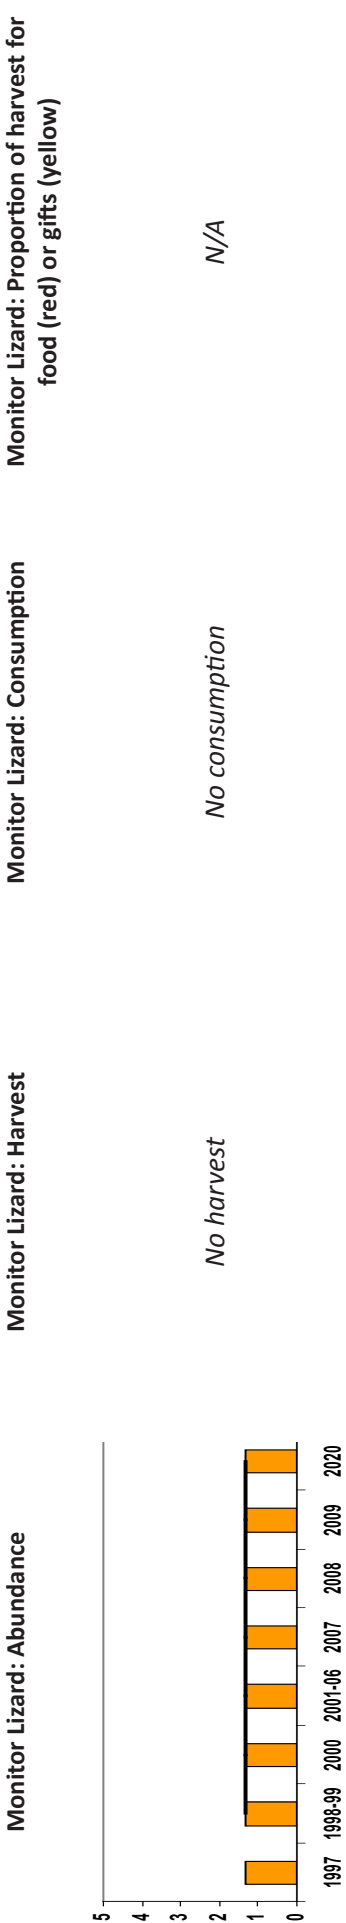 Monitor Lizard: Abundance
5
4
3
2
1
0
1997 1998-99 2000 2001-06 2007 2008 2009 2020
Monitor Lizard: Harvest
No harvest
Monitor Lizard: Consumption
No consumption
Monitor Lizard: Proportion of harvest for
food (red) or gifts (yellow)
N/A